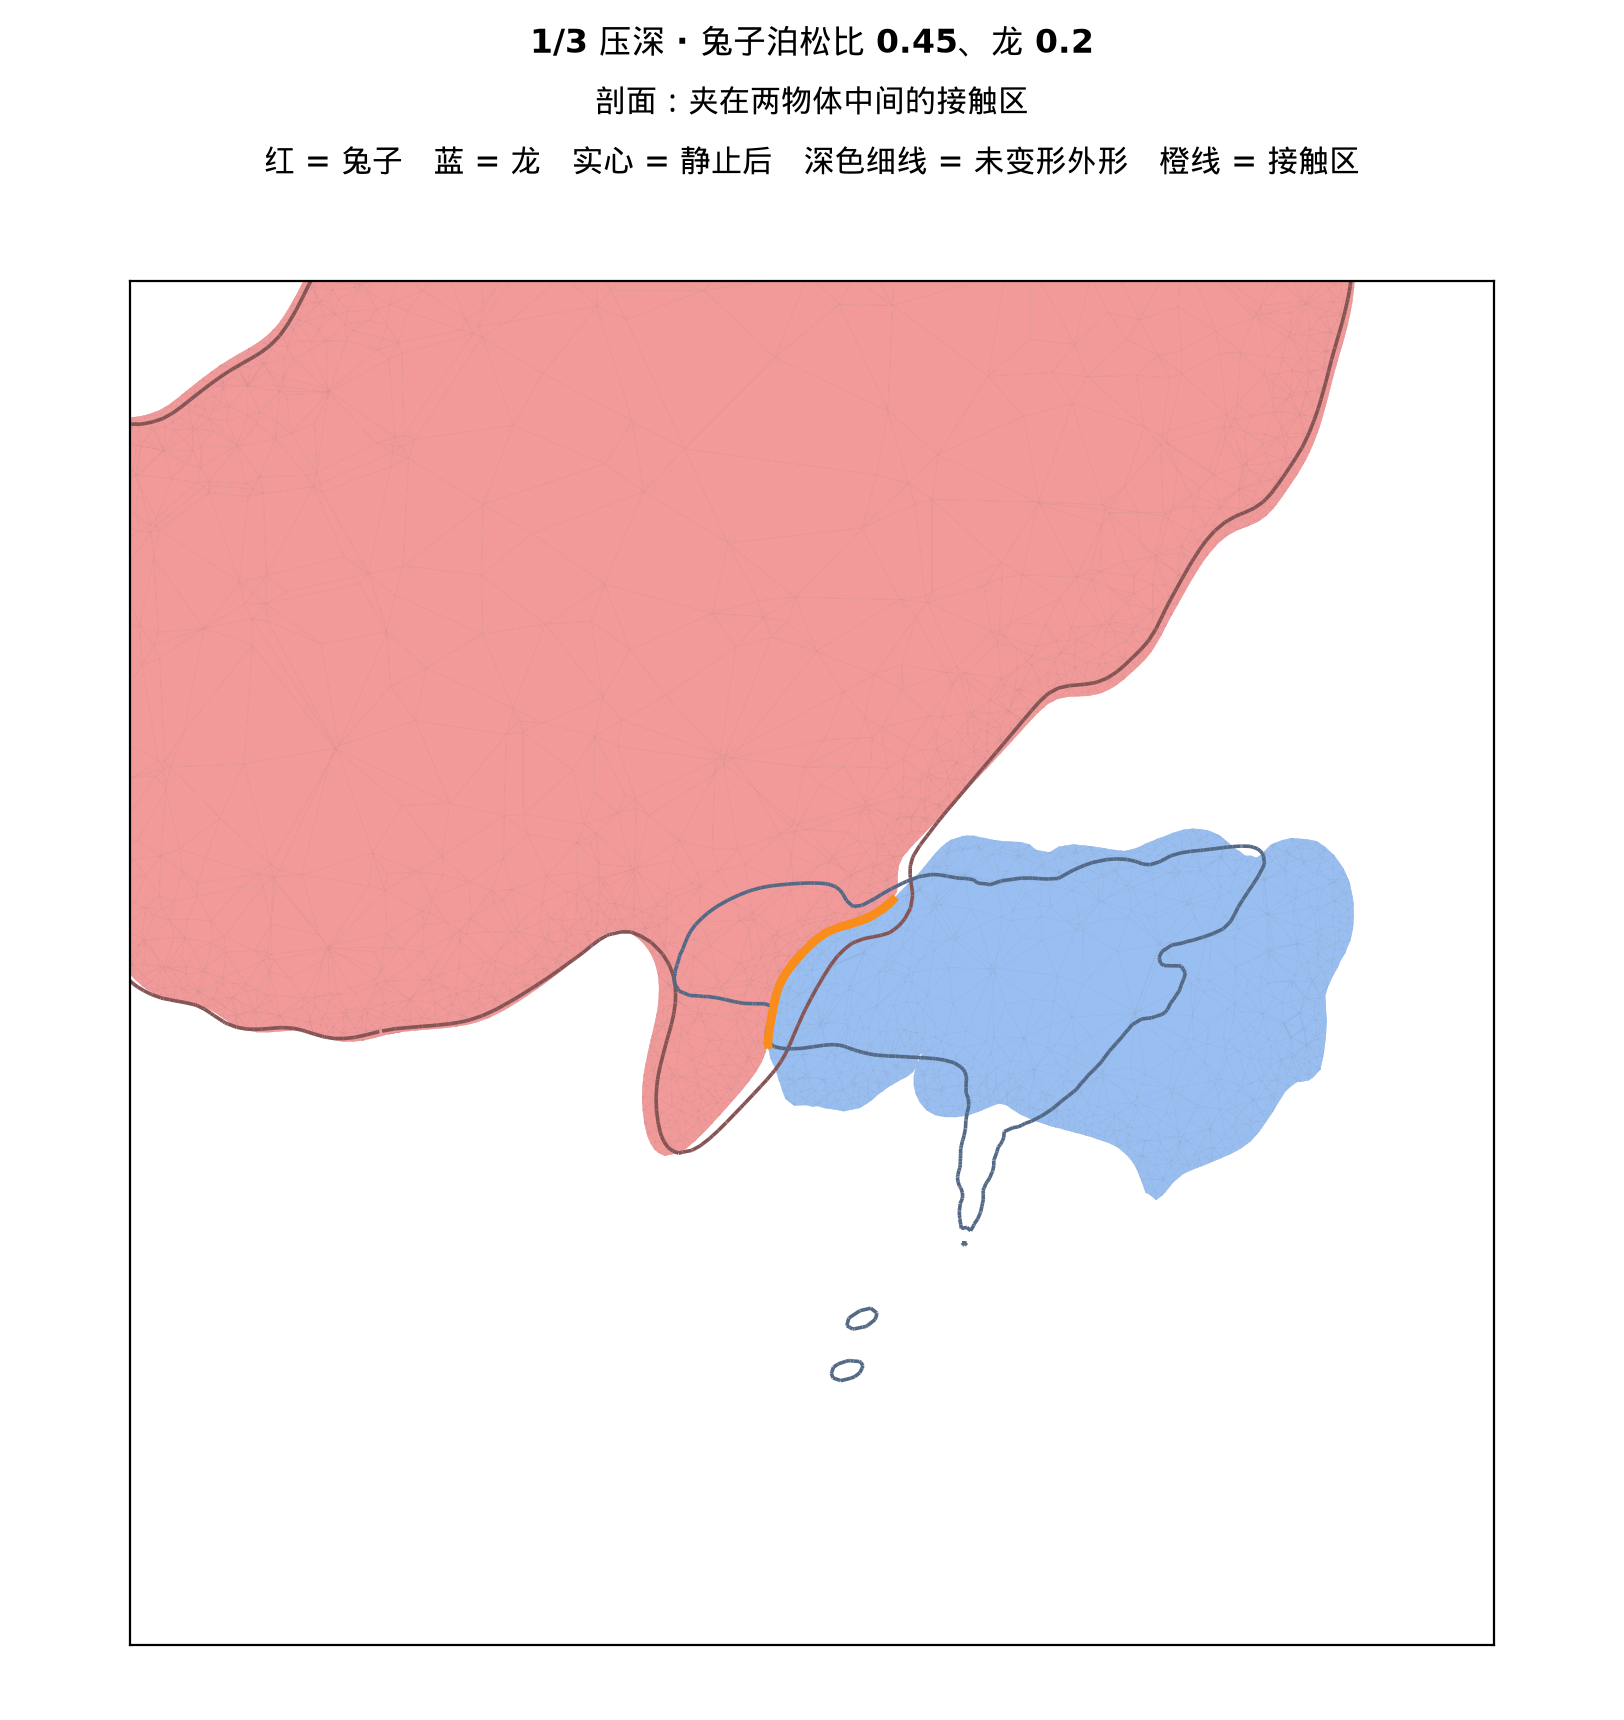 1/3 压深 · 兔子泊松比 0.45、龙 0.2
剖面：夹在两物体中间的接触区
红 = 兔子 蓝 = 龙 实心 = 静止后 深色细线 = 未变形外形 橙线 = 接触区